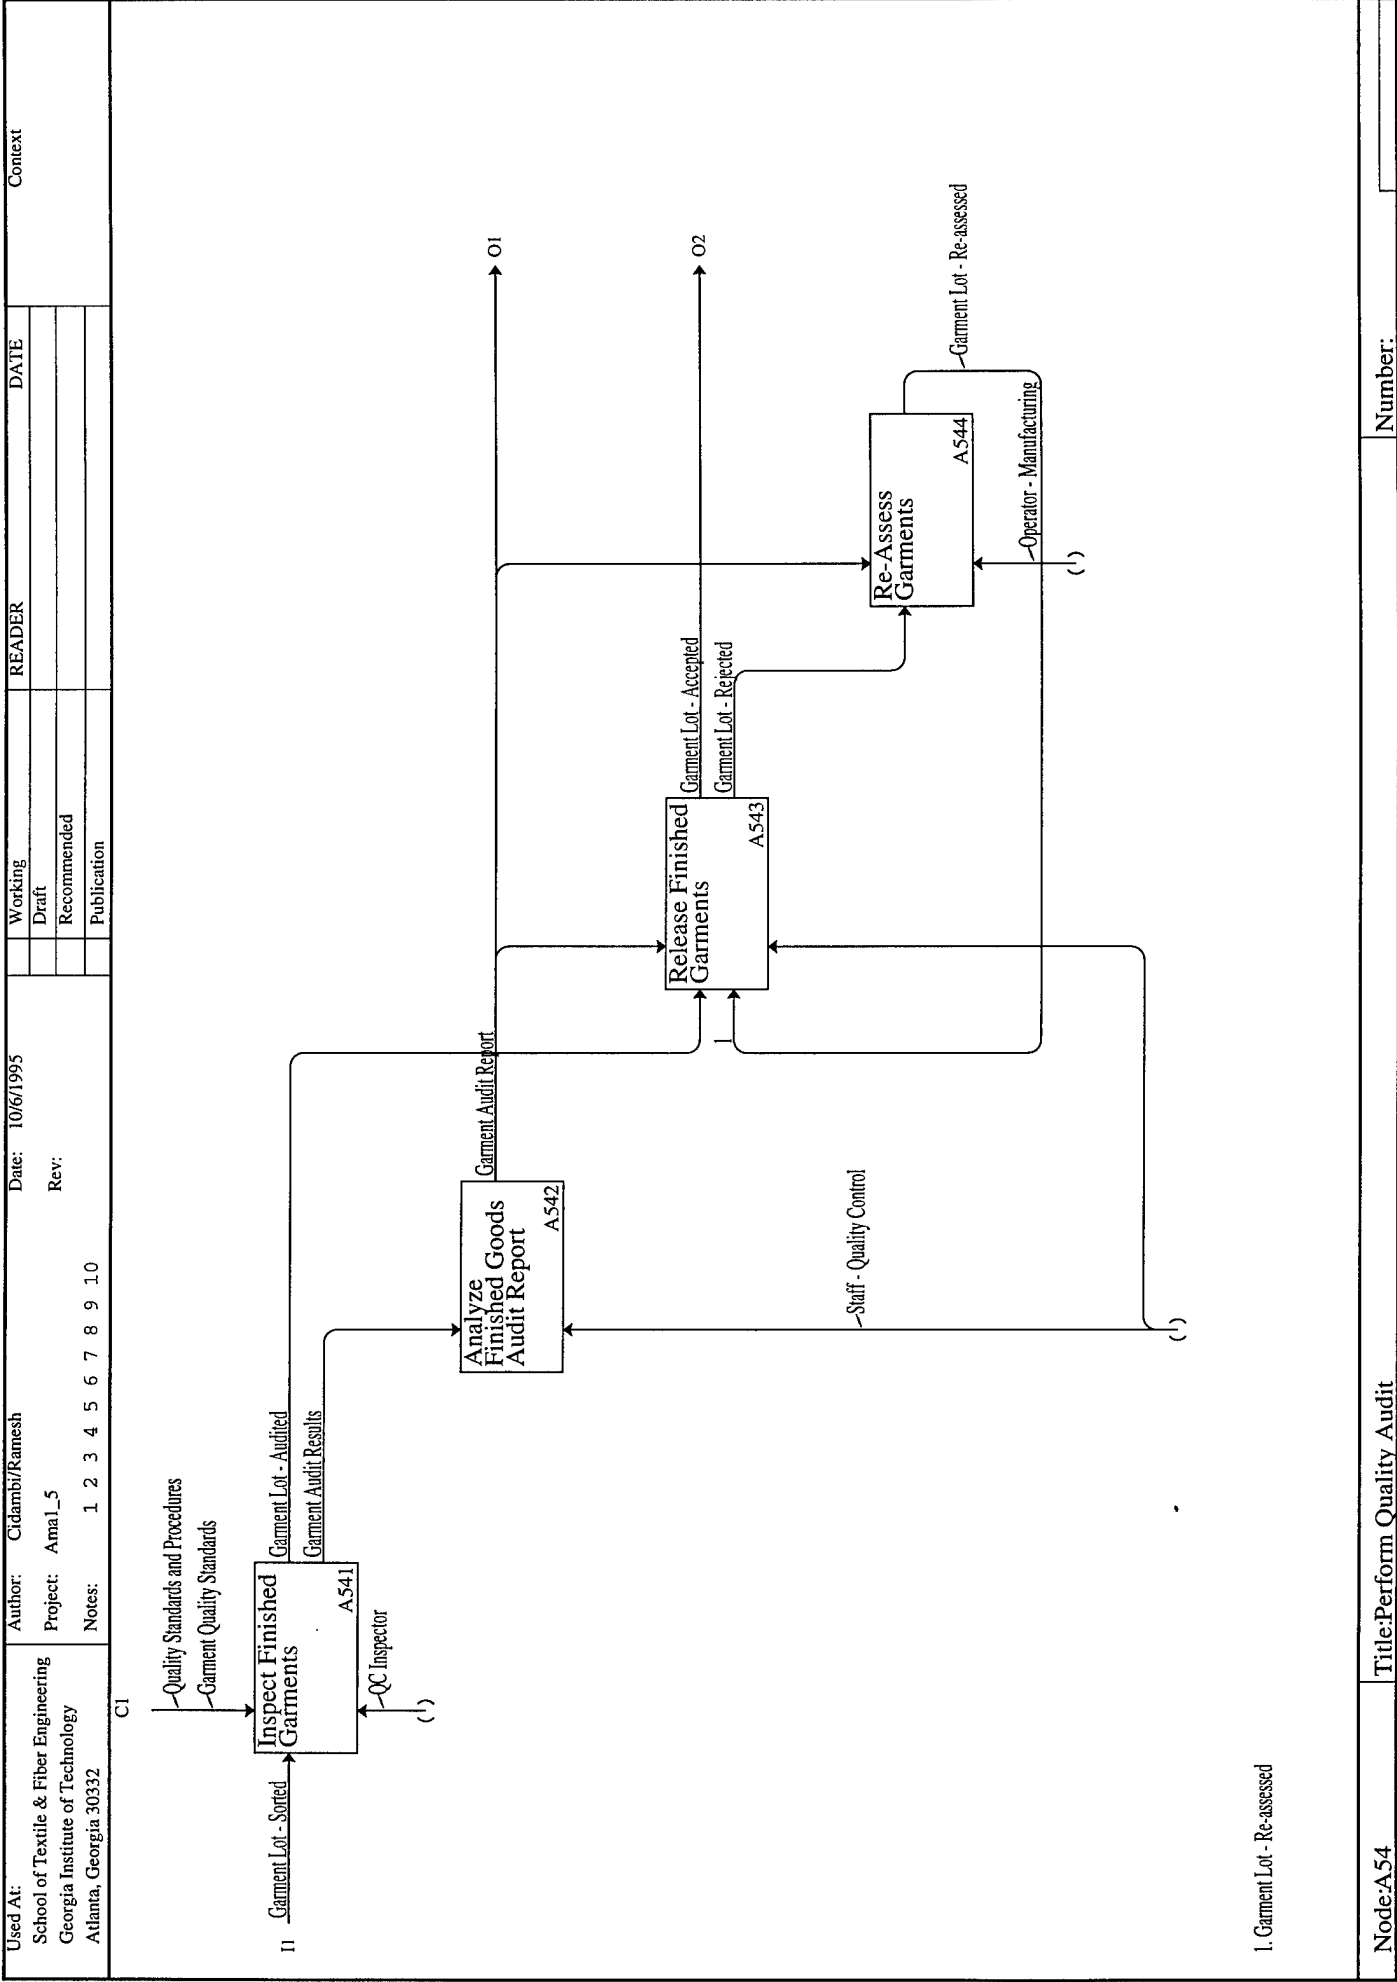 Used At:
School of Textile & Fiber Engineering
Georgia Institute of Technology
Atlanta, Georgia 30332
Author: Cidambi/Ramesh
Project: Ama1_5
Notes: 1 2 3 4 5 6 7 8 9 10
Date: 10/6/1995
Rev:
Working
Draft
Recommended
Publication
READER DATE
Context
C1
Quality Standards and Procedures
Garment Quality Standards
I1
Garment Lot - Sorted
Inspect Finished
Garments
A541
QC Inspector
( )
Garment Lot - Audited
Garment Audit Results
Analyze
Finished Goods
Audit Report
A542
Garment Audit Report
Staff - Quality Control
( )
1
Release Finished
Garments
A543
Garment Lot - Accepted
Garment Lot - Rejected
O1
O2
Re-Assess
Garments
A544
Garment Lot - Re-assessed
Operator - Manufacturing
( )
1. Garment Lot - Re-assessed
Node:A54
Title:Perform Quality Audit
Number: